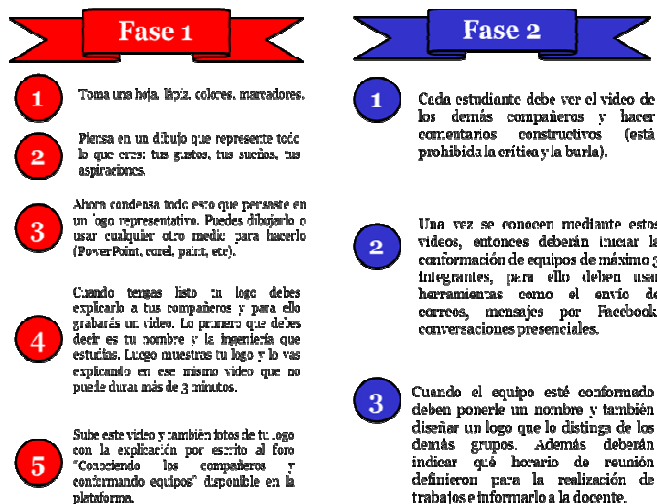 Fase 1
1
Toma una hoja, lápiz, colores, marcadores.
2
Piensa en un dibujo que represente todo
lo que eres: tus gustos, tus sueños, tus
aspiraciones.
3
Ahora condensa todo esto que pensaste en
un logo representativo. Puedes dibujarlo o
usar cualquier otro medio para hacerlo
(PowerPoint, corel, paint, etc).
4
Cuando tengas listo tu logo debes
explicarlo a tus compañeros y para ello
grabarás un video. Lo primero que debes
decir es tu nombre y la ingeniería que
estudias. Luego muestras tu logo y lo vas
explicando en ese mismo video que no
puede durar más de 3 minutos.
5
Sube este video y también fotos de tu logo
con la explicación por escrito al foro
"Conociendo los compañeros y
conformando equipos" disponible en la
plataforma.
Fase 2
1
Cada estudiante debe ver el video de
los demás compañeros y hacer
comentarios constructivos (está
prohibida la crítica y la burla).
2
Una vez se conocen mediante estos
videos, entonces deberán iniciar la
conformación de equipos de máximo 3
integrantes, para ello deben usar
herramientas como el envío de
correos, mensajes por Facebook,
conversaciones presenciales.
3
Cuando el equipo esté conformado
deben ponerle un nombre y también
diseñar un logo que lo distinga de los
demás grupos. Además deberán
indicar qué horario de reunión
definieron para la realización de
trabajos e informarlo a la docente.